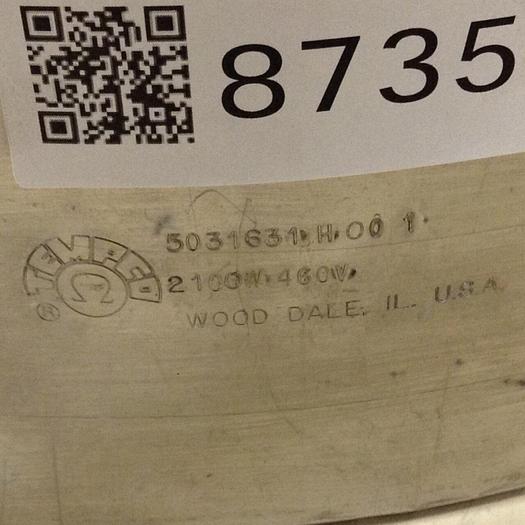 8735
TEMPCO
5031631.H.00 1.
2100W.460V.
® WOOD DALE, IL. U.S.A